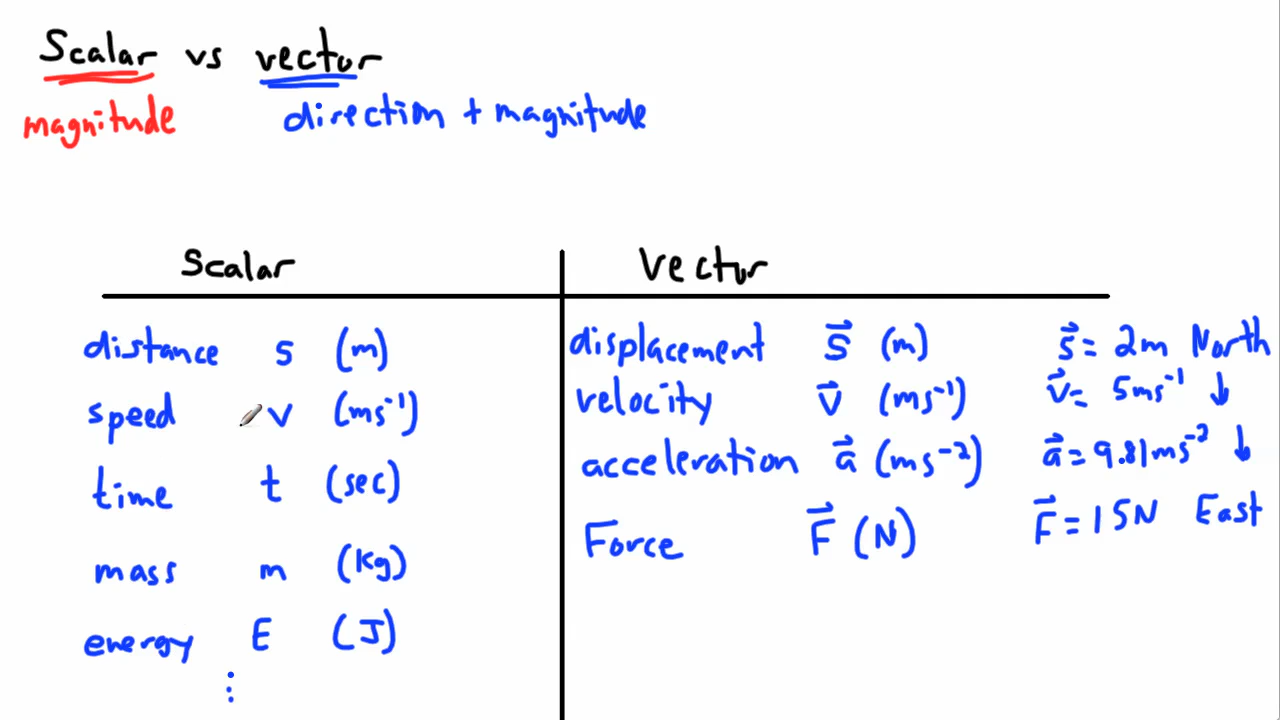 Scalar vs vector
magnitude direction + magnitude
Scalar Vector
distance s (m) displacement s⃗ (m) s⃗ = 2m North
speed v (ms⁻¹) velocity v⃗ (ms⁻¹) v⃗ = 5ms⁻¹ ↓
time t (sec) acceleration a⃗ (ms⁻²) a⃗ = 9.81ms⁻² ↓
mass m (Kg) Force F⃗ (N) F⃗ = 15N East
energy E (J)
⋮